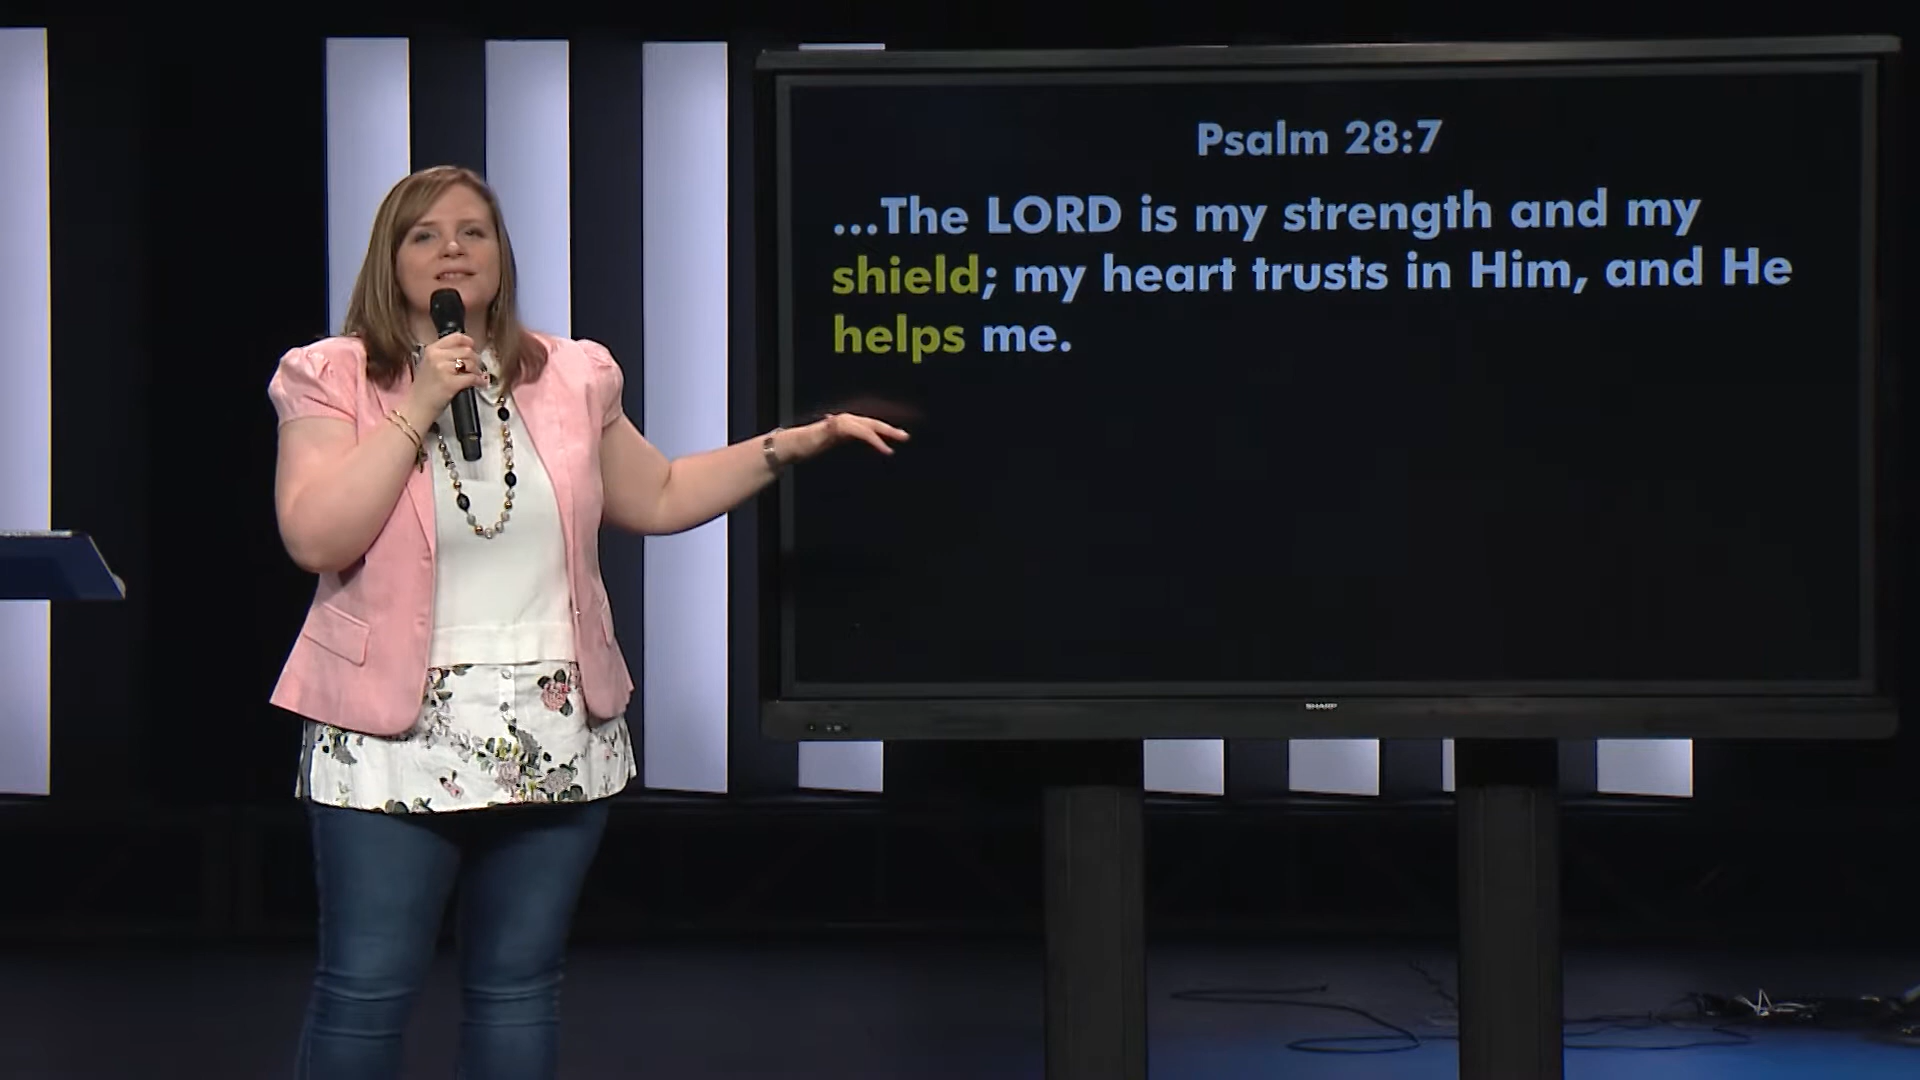 Psalm 28:7
...The LORD is my strength and my
shield; my heart trusts in Him, and He
helps me.
SHARP